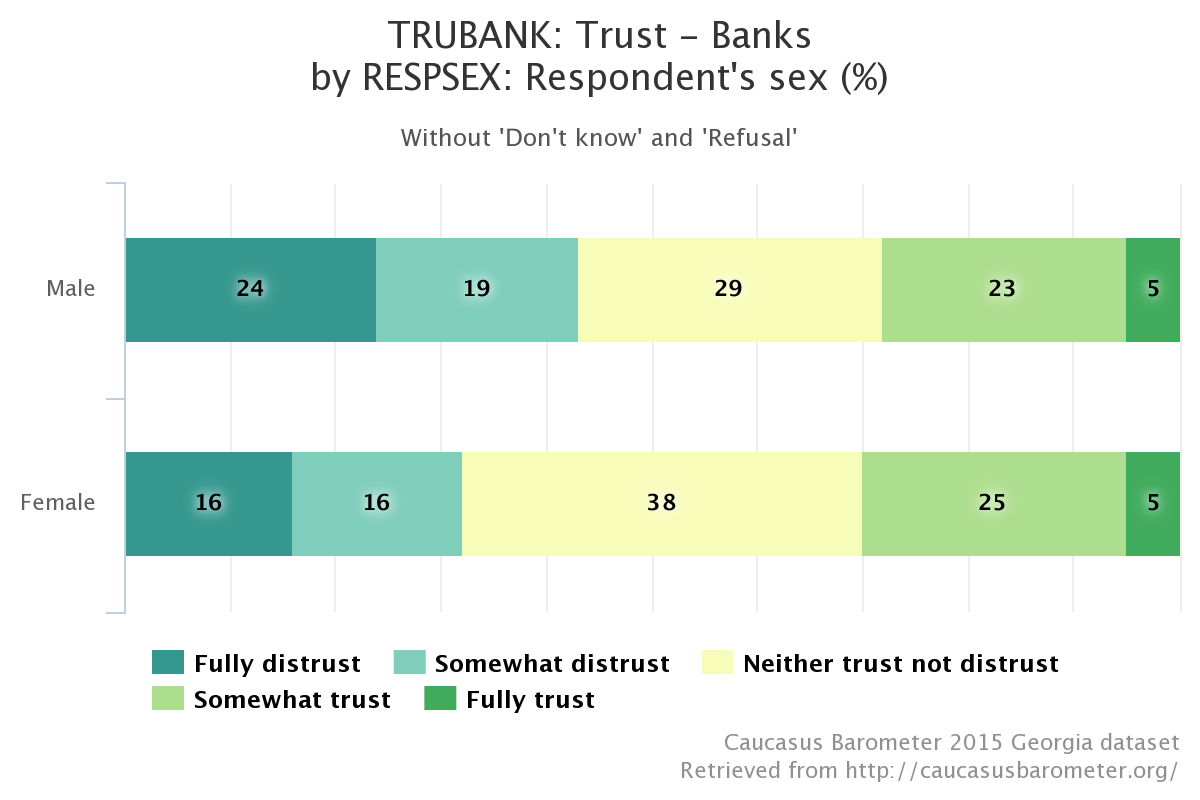 TRUBANK: Trust - Banks
by RESPSEX: Respondent's sex (%)
Without 'Don't know' and 'Refusal'
Male
24 19 29 23 5
Female
16 16 38 25 5
Fully distrust Somewhat distrust Neither trust not distrust
Somewhat trust Fully trust
Caucasus Barometer 2015 Georgia dataset
Retrieved from http://caucasusbarometer.org/